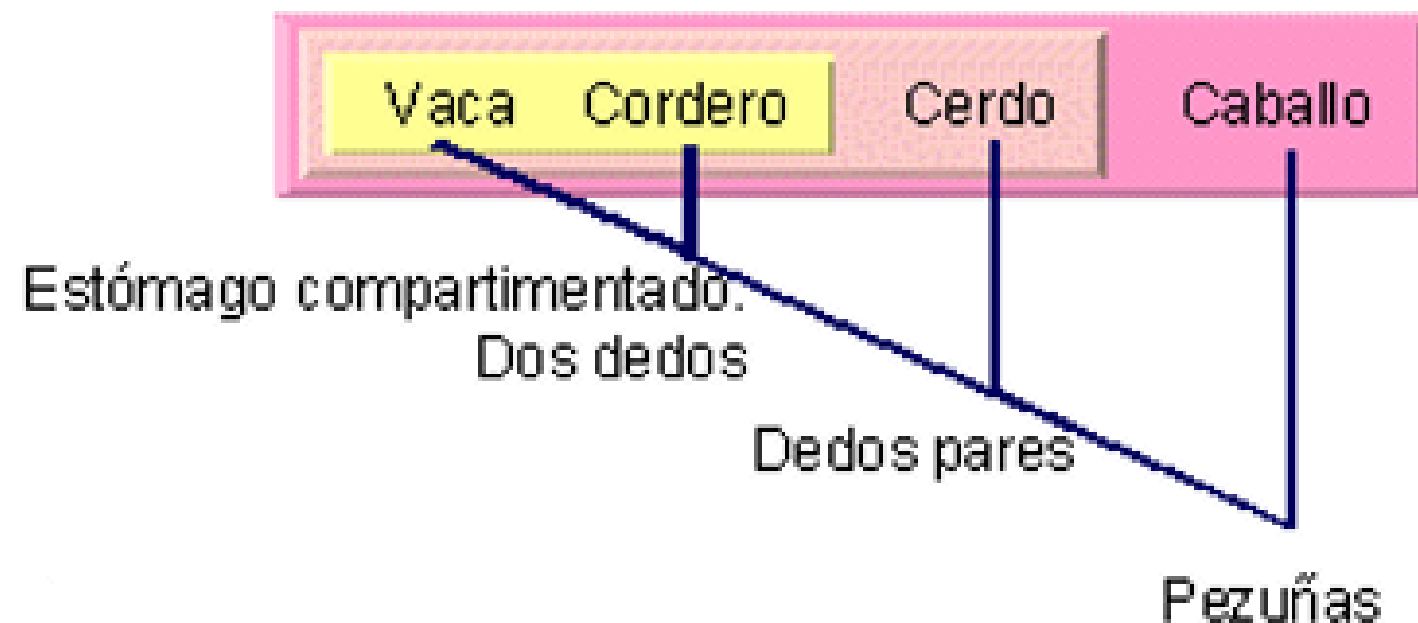 Vaca Cordero Cerdo Caballo
Estómago compartimentado.
Dos dedos
Dedos pares
Pezuñas